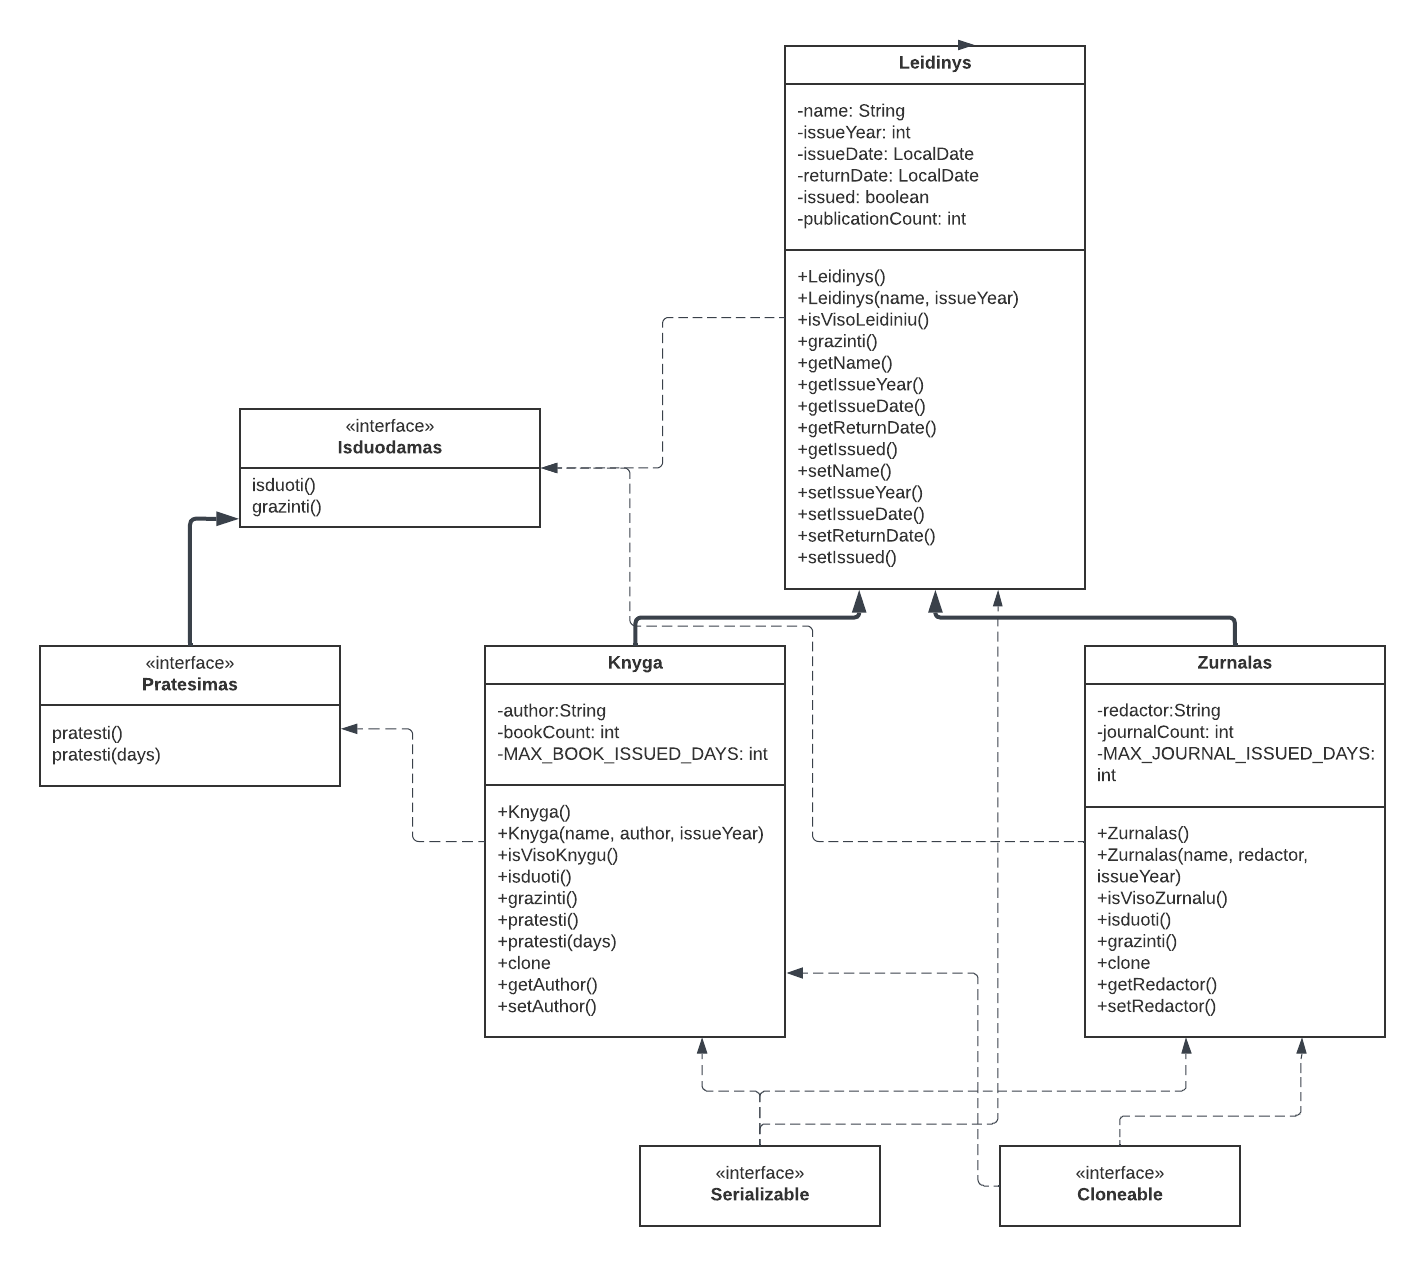 Leidinys
-name: String
-issueYear: int
-issueDate: LocalDate
-returnDate: LocalDate
-issued: boolean
-publicationCount: int
+Leidinys()
+Leidinys(name, issueYear)
+isVisoLeidiniu()
+grazinti()
+getName()
+getIssueYear()
+getIssueDate()
+getReturnDate()
+getIssued()
+setName()
+setIssueYear()
+setIssueDate()
+setReturnDate()
+setIssued()
«interface»
Isduodamas
isduoti()
grazinti()
«interface»
Pratesimas
pratesti()
pratesti(days)
Knyga
-author:String
-bookCount: int
-MAX_BOOK_ISSUED_DAYS: int
+Knyga()
+Knyga(name, author, issueYear)
+isVisoKnygu()
+isduoti()
+grazinti()
+pratesti()
+pratesti(days)
+clone
+getAuthor()
+setAuthor()
Zurnalas
-redactor:String
-journalCount: int
-MAX_JOURNAL_ISSUED_DAYS:
int
+Zurnalas()
+Zurnalas(name, redactor,
issueYear)
+isVisoZurnalu()
+isduoti()
+grazinti()
+clone
+getRedactor()
+setRedactor()
«interface»
Serializable
«interface»
Cloneable